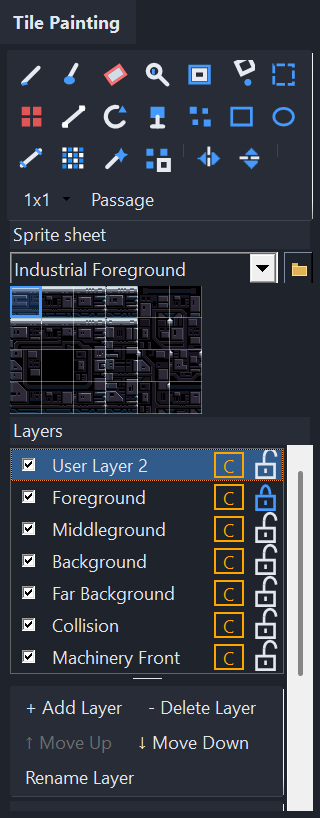 Tile Painting
1x1 Passage
Sprite sheet
Industrial Foreground
Layers
User Layer 2 C
Foreground C
Middleground C
Background C
Far Background C
Collision C
Machinery Front C
+ Add Layer - Delete Layer
↑ Move Up ↓ Move Down
Rename Layer